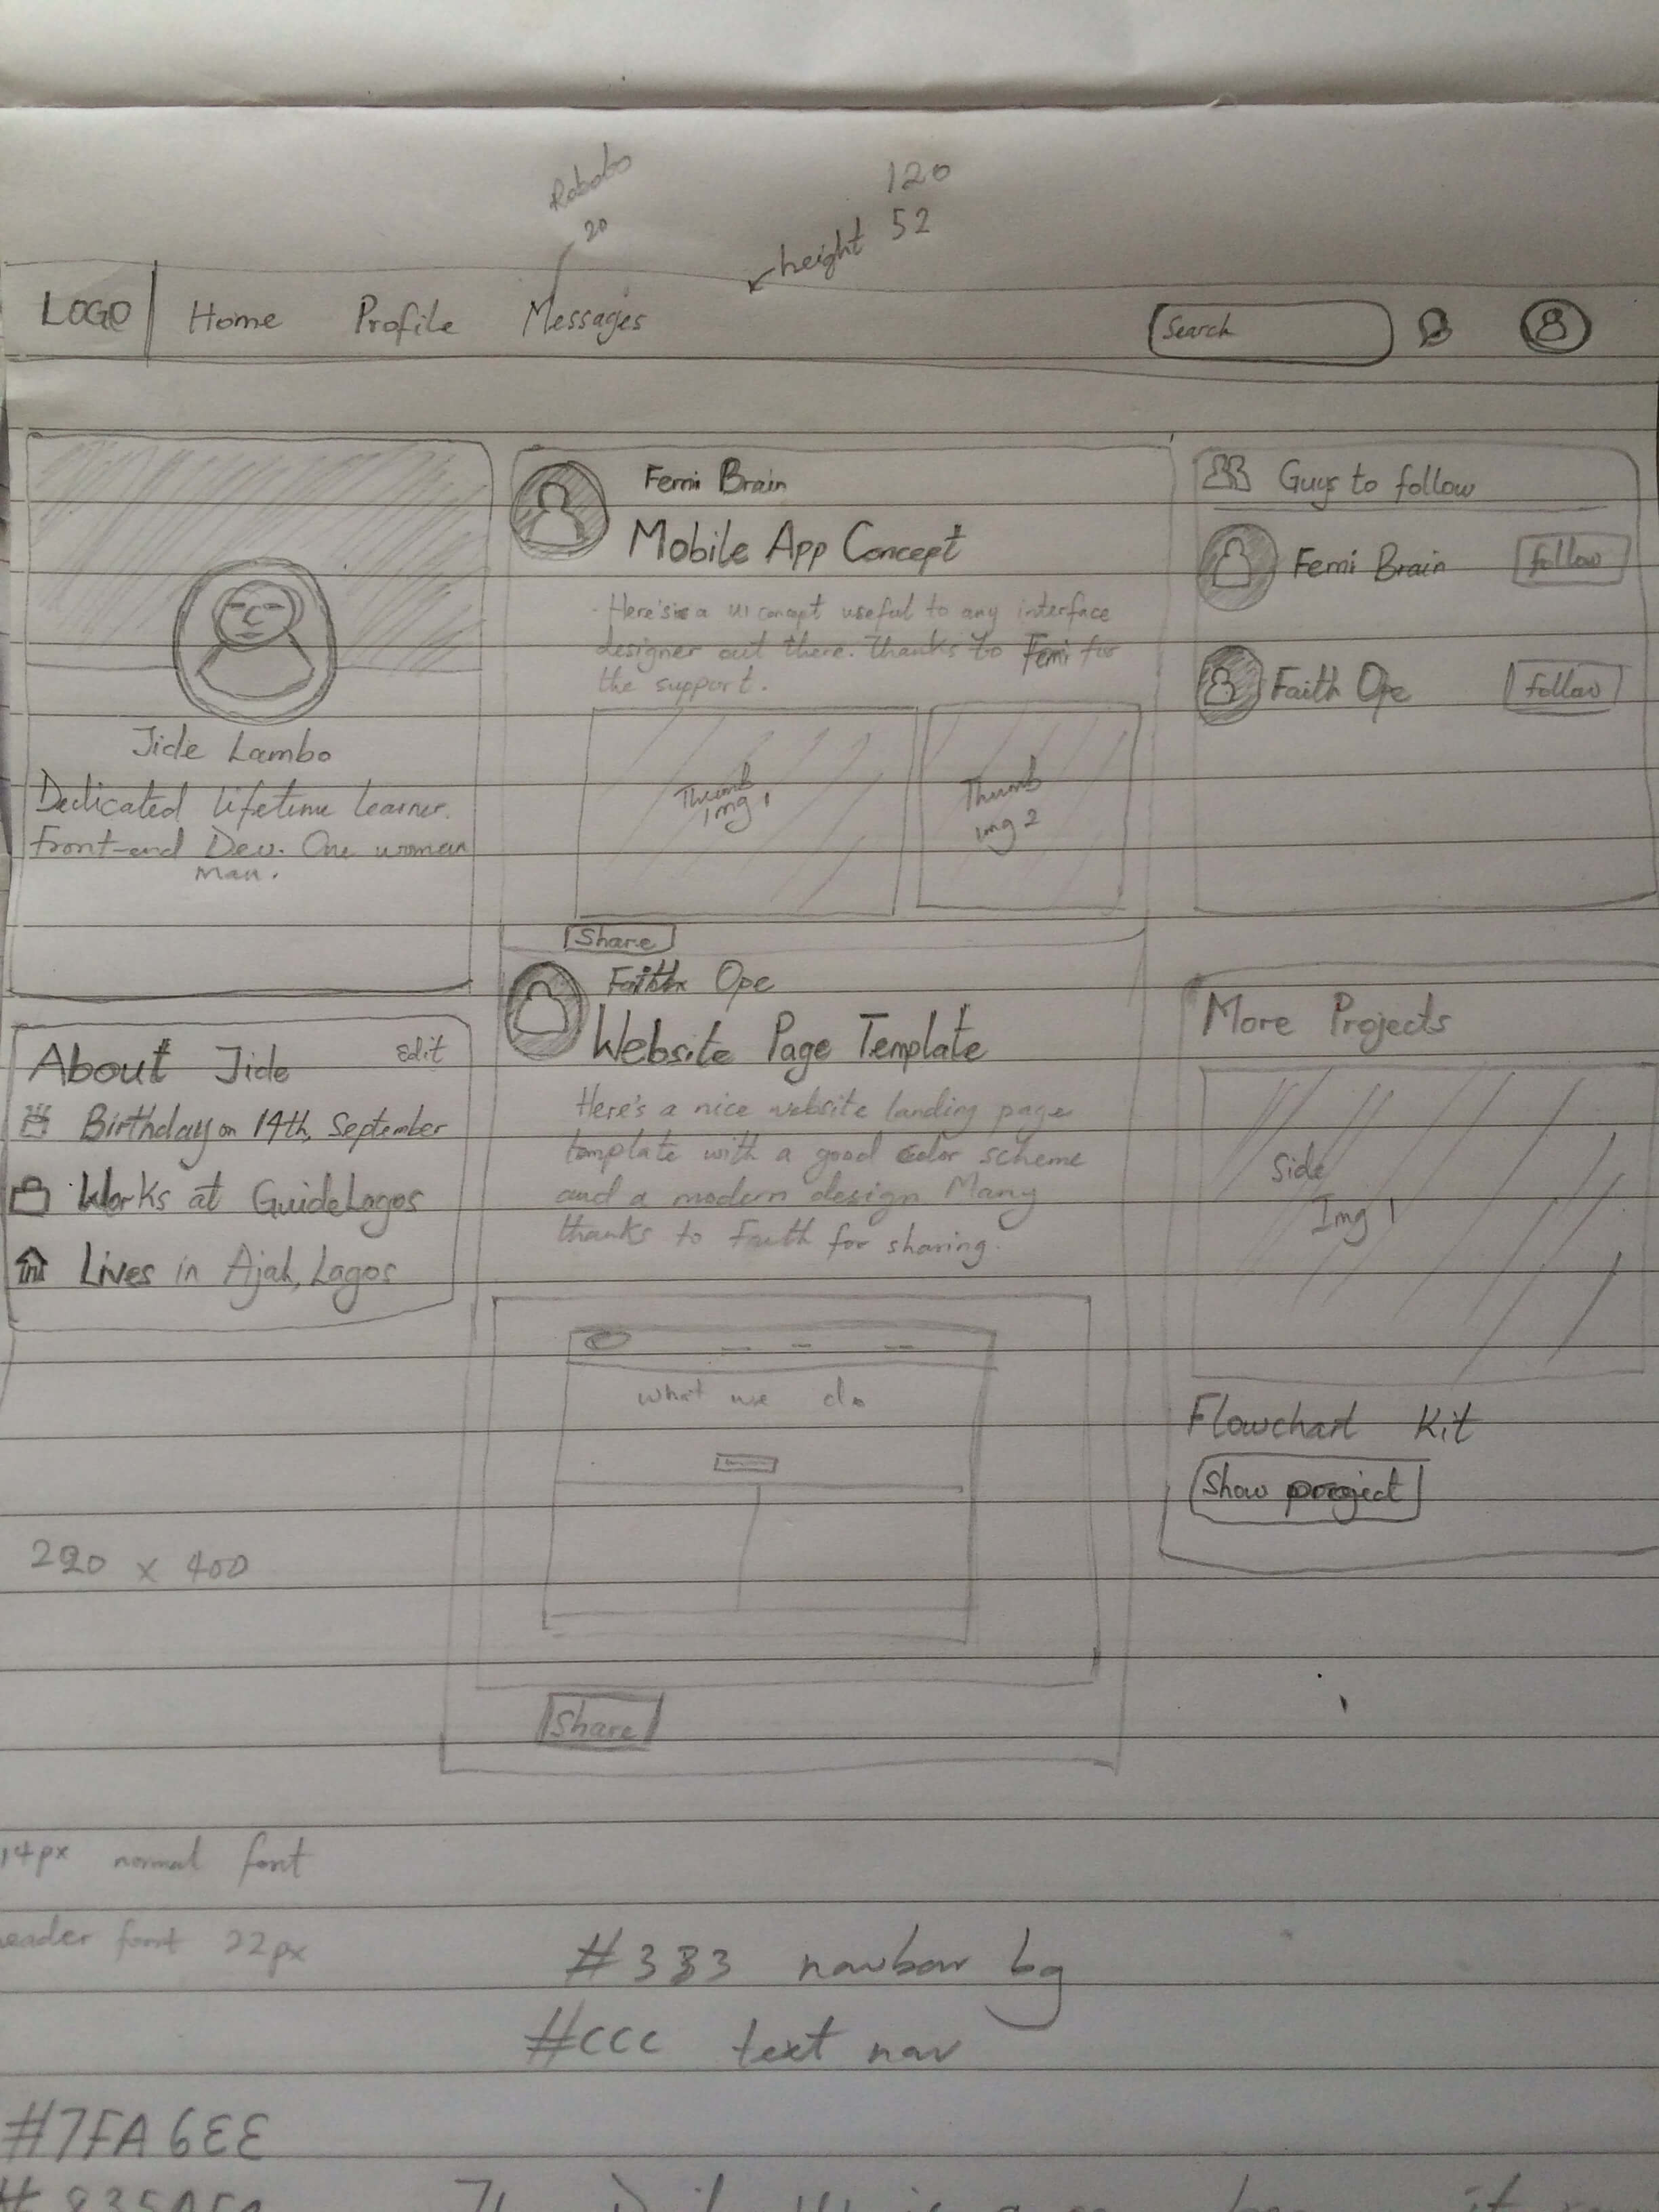 Roboto
20
120
height 52
LOGO Home Profile Messages Search
Jide Lambo
Dedicated lifetime learner.
Front-end Dev. One woman
man.
About Jide Edit
Birthday on 14th, September
Works at GuideLagos
Lives in Ajah, Lagos
Femi Brain
Mobile App Concept
Here's a UI concept useful to any interface
designer out there. Thanks to Femi for
the support.
Thumb
img 1
Thumb
img 2
Share
Faith Ope
Website Page Template
Here's a nice website landing page
template with a good color scheme
and a modern design Many
thanks to Faith for sharing.
what we do
Share
Guys to follow
Femi Brain follow
Faith Ope follow
More Projects
Side
Img 1
Flowchart Kit
Show project
290 x 400
14px normal font
eader font 22px
#333 navbar bg
#ccc text nav
#7FA6EE